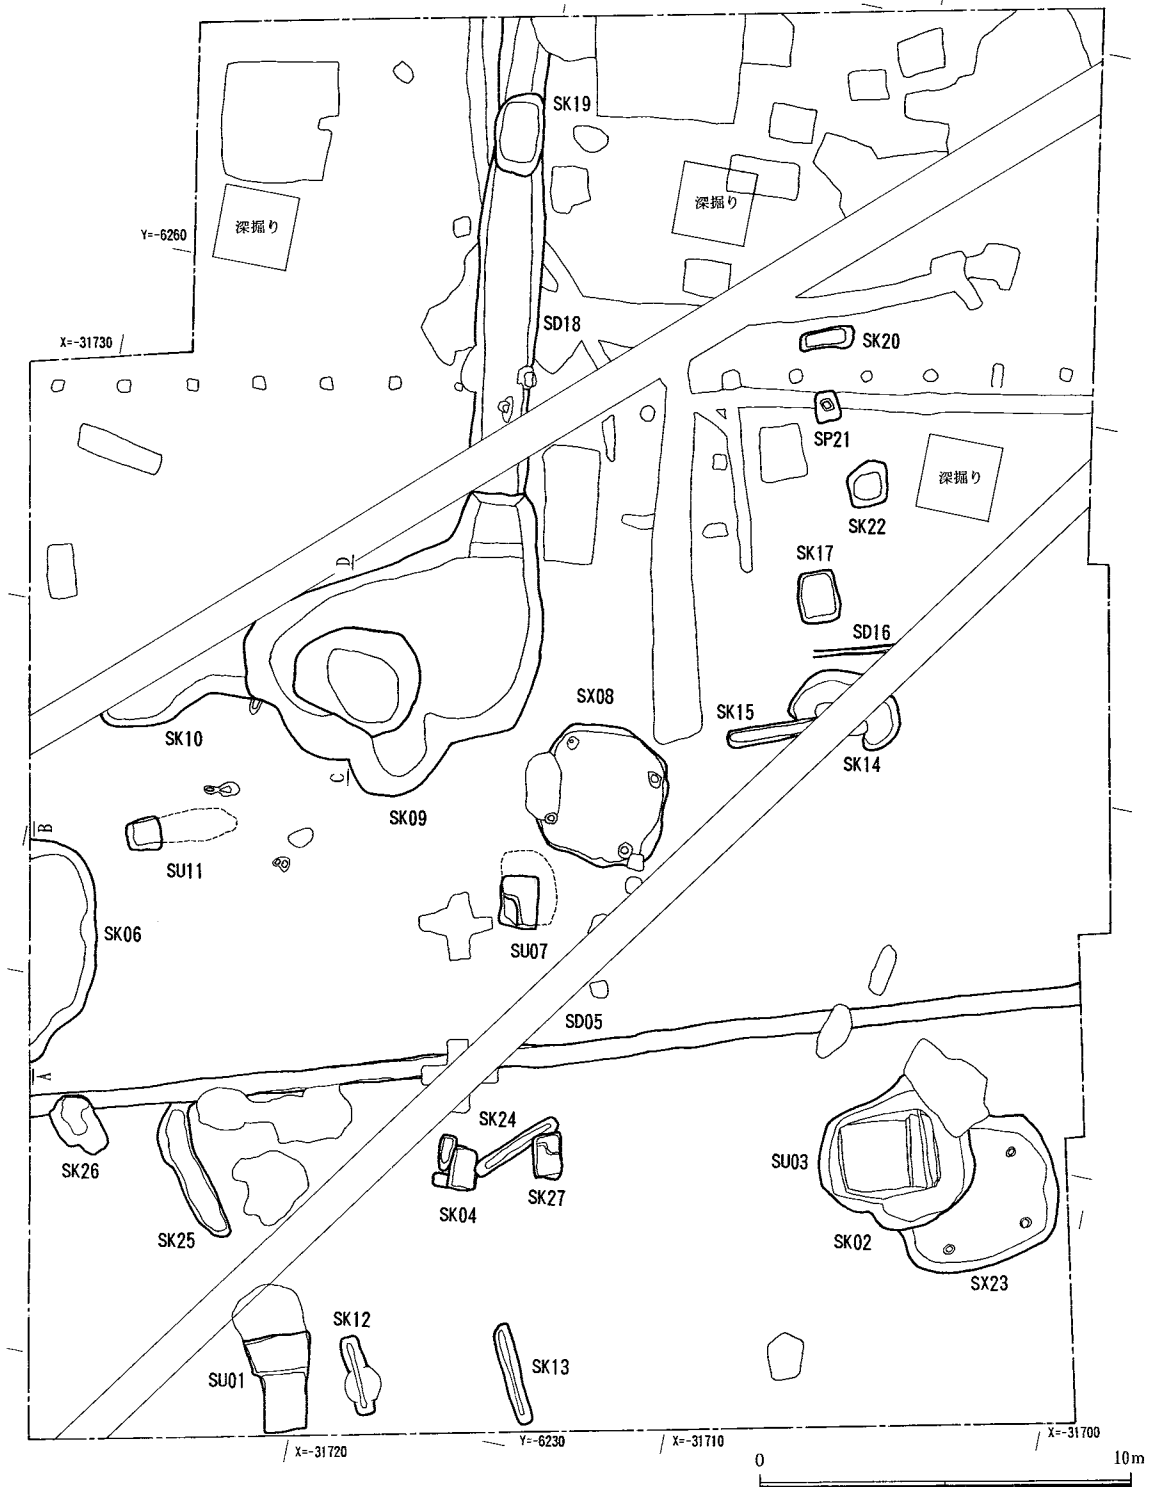 SK19
深掘り
深掘り
Y=-6260
SD18
X=-31730
SK20
SP21
深掘り
SK22
SK17
D
SD16
SX08
SK15
SK10
SK14
C
SK09
B
SU11
SK06
SU07
SD05
A
SK24
SK26
SU03
SK27
SK04
SK25
SK02
SX23
SK12
SK13
SU01
X=-31720
Y=-6230
X=-31710
X=-31700
0
10m